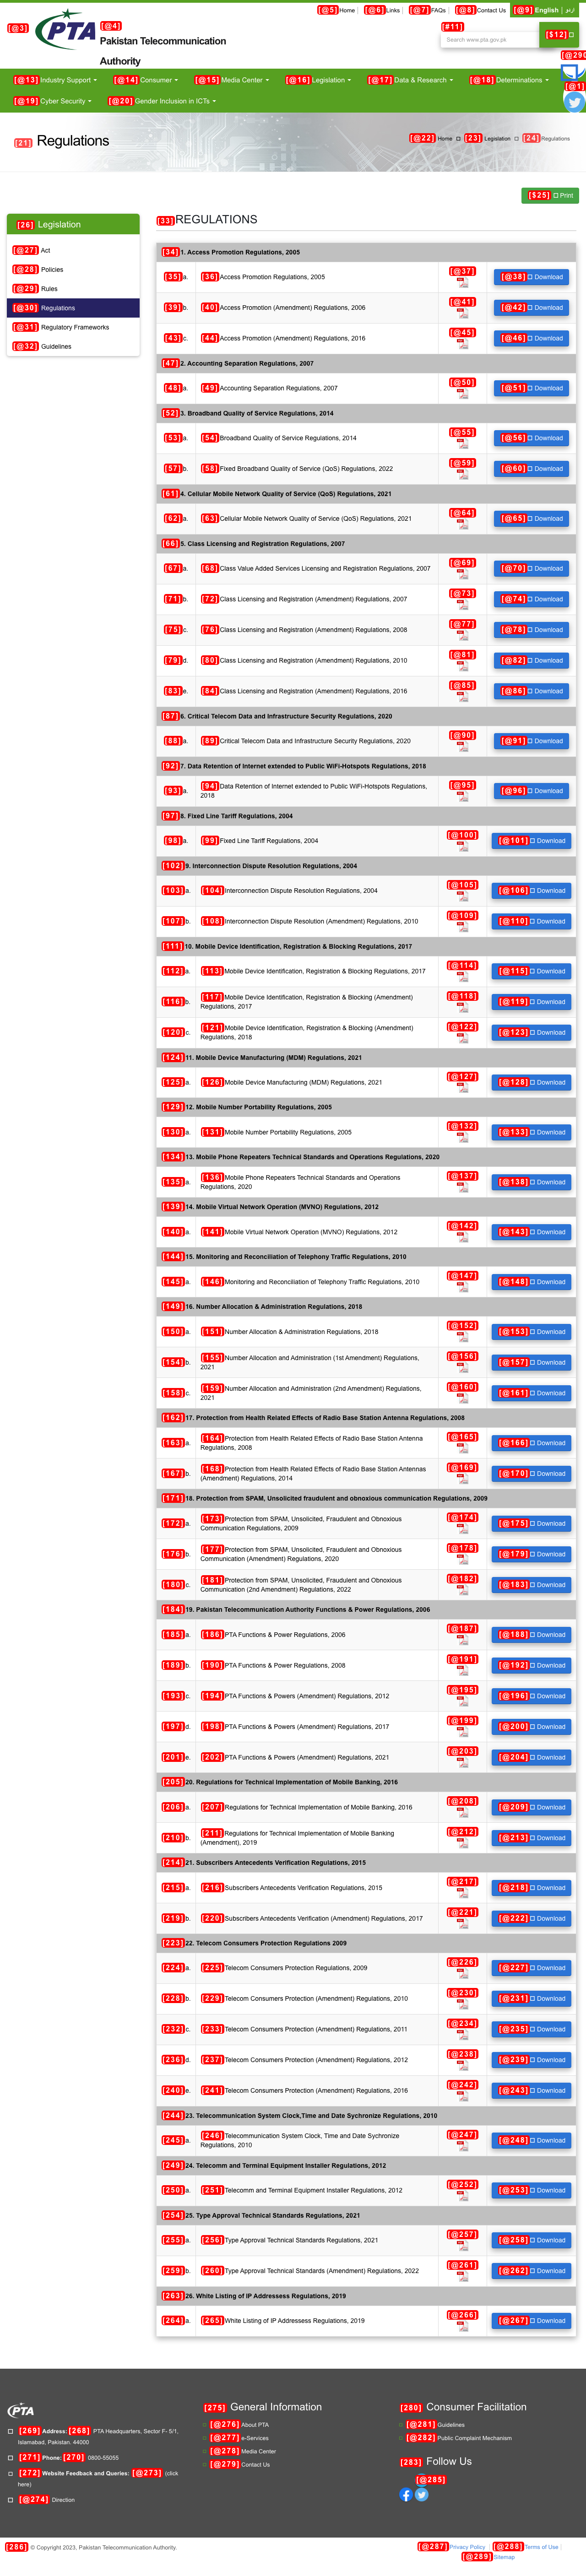 [@5] Home | [@6] Links | [@7] FAQs | [@8] Contact Us [@9] English | اردو
[@3] PTA [@4] Pakistan Telecommunication Authority
[#11]
Search www.pta.gov.pk [$12]
[@290]
[@1]
[@13] Industry Support [@14] Consumer [@15] Media Center [@16] Legislation [@17] Data & Research [@18] Determinations
[@19] Cyber Security [@20] Gender Inclusion in ICTs
[21] Regulations
[@22] Home [23] Legislation [24] Regulations
[$25] Print
[26] Legislation
[@27] Act
[@28] Policies
[@29] Rules
[@30] Regulations
[@31] Regulatory Frameworks
[@32] Guidelines
[33] REGULATIONS
[34] 1. Access Promotion Regulations, 2005
[35] a. [36] Access Promotion Regulations, 2005 [@37] [@38] Download
[39] b. [40] Access Promotion (Amendment) Regulations, 2006 [@41] [@42] Download
[43] c. [44] Access Promotion (Amendment) Regulations, 2016 [@45] [@46] Download
[47] 2. Accounting Separation Regulations, 2007
[48] a. [49] Accounting Separation Regulations, 2007 [@50] [@51] Download
[52] 3. Broadband Quality of Service Regulations, 2014
[53] a. [54] Broadband Quality of Service Regulations, 2014 [@55] [@56] Download
[57] b. [58] Fixed Broadband Quality of Service (QoS) Regulations, 2022 [@59] [@60] Download
[61] 4. Cellular Mobile Network Quality of Service (QoS) Regulations, 2021
[62] a. [63] Cellular Mobile Network Quality of Service (QoS) Regulations, 2021 [@64] [@65] Download
[66] 5. Class Licensing and Registration Regulations, 2007
[67] a. [68] Class Value Added Services Licensing and Registration Regulations, 2007 [@69] [@70] Download
[71] b. [72] Class Licensing and Registration (Amendment) Regulations, 2007 [@73] [@74] Download
[75] c. [76] Class Licensing and Registration (Amendment) Regulations, 2008 [@77] [@78] Download
[79] d. [80] Class Licensing and Registration (Amendment) Regulations, 2010 [@81] [@82] Download
[83] e. [84] Class Licensing and Registration (Amendment) Regulations, 2016 [@85] [@86] Download
[87] 6. Critical Telecom Data and Infrastructure Security Regulations, 2020
[88] a. [89] Critical Telecom Data and Infrastructure Security Regulations, 2020 [@90] [@91] Download
[92] 7. Data Retention of Internet extended to Public WiFi-Hotspots Regulations, 2018
[93] a. [94] Data Retention of Internet extended to Public WiFi-Hotspots Regulations, 2018 [@95] [@96] Download
[97] 8. Fixed Line Tariff Regulations, 2004
[98] a. [99] Fixed Line Tariff Regulations, 2004 [@100] [@101] Download
[102] 9. Interconnection Dispute Resolution Regulations, 2004
[103] a. [104] Interconnection Dispute Resolution Regulations, 2004 [@105] [@106] Download
[107] b. [108] Interconnection Dispute Resolution (Amendment) Regulations, 2010 [@109] [@110] Download
[111] 10. Mobile Device Identification, Registration & Blocking Regulations, 2017
[112] a. [113] Mobile Device Identification, Registration & Blocking Regulations, 2017 [@114] [@115] Download
[116] b. [117] Mobile Device Identification, Registration & Blocking (Amendment) Regulations, 2017 [@118] [@119] Download
[120] c. [121] Mobile Device Identification, Registration & Blocking (Amendment) Regulations, 2018 [@122] [@123] Download
[124] 11. Mobile Device Manufacturing (MDM) Regulations, 2021
[125] a. [126] Mobile Device Manufacturing (MDM) Regulations, 2021 [@127] [@128] Download
[129] 12. Mobile Number Portability Regulations, 2005
[130] a. [131] Mobile Number Portability Regulations, 2005 [@132] [@133] Download
[134] 13. Mobile Phone Repeaters Technical Standards and Operations Regulations, 2020
[135] a. [136] Mobile Phone Repeaters Technical Standards and Operations Regulations, 2020 [@137] [@138] Download
[139] 14. Mobile Virtual Network Operation (MVNO) Regulations, 2012
[140] a. [141] Mobile Virtual Network Operation (MVNO) Regulations, 2012 [@142] [@143] Download
[144] 15. Monitoring and Reconciliation of Telephony Traffic Regulations, 2010
[145] a. [146] Monitoring and Reconciliation of Telephony Traffic Regulations, 2010 [@147] [@148] Download
[149] 16. Number Allocation & Administration Regulations, 2018
[150] a. [151] Number Allocation & Administration Regulations, 2018 [@152] [@153] Download
[154] b. [155] Number Allocation and Administration (1st Amendment) Regulations, 2021 [@156] [@157] Download
[158] c. [159] Number Allocation and Administration (2nd Amendment) Regulations, 2021 [@160] [@161] Download
[162] 17. Protection from Health Related Effects of Radio Base Station Antenna Regulations, 2008
[163] a. [164] Protection from Health Related Effects of Radio Base Station Antenna Regulations, 2008 [@165] [@166] Download
[167] b. [168] Protection from Health Related Effects of Radio Base Station Antennas (Amendment) Regulations, 2014 [@169] [@170] Download
[171] 18. Protection from SPAM, Unsolicited fraudulent and obnoxious communication Regulations, 2009
[172] a. [173] Protection from SPAM, Unsolicited, Fraudulent and Obnoxious Communication Regulations, 2009 [@174] [@175] Download
[176] b. [177] Protection from SPAM, Unsolicited, Fraudulent and Obnoxious Communication (Amendment) Regulations, 2020 [@178] [@179] Download
[180] c. [181] Protection from SPAM, Unsolicited, Fraudulent and Obnoxious Communication (2nd Amendment) Regulations, 2022 [@182] [@183] Download
[184] 19. Pakistan Telecommunication Authority Functions & Power Regulations, 2006
[185] a. [186] PTA Functions & Power Regulations, 2006 [@187] [@188] Download
[189] b. [190] PTA Functions & Power Regulations, 2008 [@191] [@192] Download
[193] c. [194] PTA Functions & Powers (Amendment) Regulations, 2012 [@195] [@196] Download
[197] d. [198] PTA Functions & Powers (Amendment) Regulations, 2017 [@199] [@200] Download
[201] e. [202] PTA Functions & Powers (Amendment) Regulations, 2021 [@203] [@204] Download
[205] 20. Regulations for Technical Implementation of Mobile Banking, 2016
[206] a. [207] Regulations for Technical Implementation of Mobile Banking, 2016 [@208] [@209] Download
[210] b. [211] Regulations for Technical Implementation of Mobile Banking (Amendment), 2019 [@212] [@213] Download
[214] 21. Subscribers Antecedents Verification Regulations, 2015
[215] a. [216] Subscribers Antecedents Verification Regulations, 2015 [@217] [@218] Download
[219] b. [220] Subscribers Antecedents Verification (Amendment) Regulations, 2017 [@221] [@222] Download
[223] 22. Telecom Consumers Protection Regulations 2009
[224] a. [225] Telecom Consumers Protection Regulations, 2009 [@226] [@227] Download
[228] b. [229] Telecom Consumers Protection (Amendment) Regulations, 2010 [@230] [@231] Download
[232] c. [233] Telecom Consumers Protection (Amendment) Regulations, 2011 [@234] [@235] Download
[236] d. [237] Telecom Consumers Protection (Amendment) Regulations, 2012 [@238] [@239] Download
[240] e. [241] Telecom Consumers Protection (Amendment) Regulations, 2016 [@242] [@243] Download
[244] 23. Telecommunication System Clock,Time and Date Sychronize Regulations, 2010
[245] a. [246] Telecommunication System Clock, Time and Date Sychronize Regulations, 2010 [@247] [@248] Download
[249] 24. Telecomm and Terminal Equipment Installer Regulations, 2012
[250] a. [251] Telecomm and Terminal Equipment Installer Regulations, 2012 [@252] [@253] Download
[254] 25. Type Approval Technical Standards Regulations, 2021
[255] a. [256] Type Approval Technical Standards Regulations, 2021 [@257] [@258] Download
[259] b. [260] Type Approval Technical Standards (Amendment) Regulations, 2022 [@261] [@262] Download
[263] 26. White Listing of IP Addressess Regulations, 2019
[264] a. [265] White Listing of IP Addressess Regulations, 2019 [@266] [@267] Download
PTA
[269] Address: [268] PTA Headquarters, Sector F- 5/1, Islamabad, Pakistan. 44000
[271] Phone: [270] 0800-55055
[272] Website Feedback and Queries: [@273] (click here)
[@274] Direction
[275] General Information
[@276] About PTA
[@277] e-Services
[@278] Media Center
[@279] Contact Us
[280] Consumer Facilitation
[@281] Guidelines
[@282] Public Complaint Mechanism
[283] Follow Us
[@285]
[286] © Copyright 2023, Pakistan Telecommunication Authority.
[@287] Privacy Policy | [@288] Terms of Use |
[@289] Sitemap